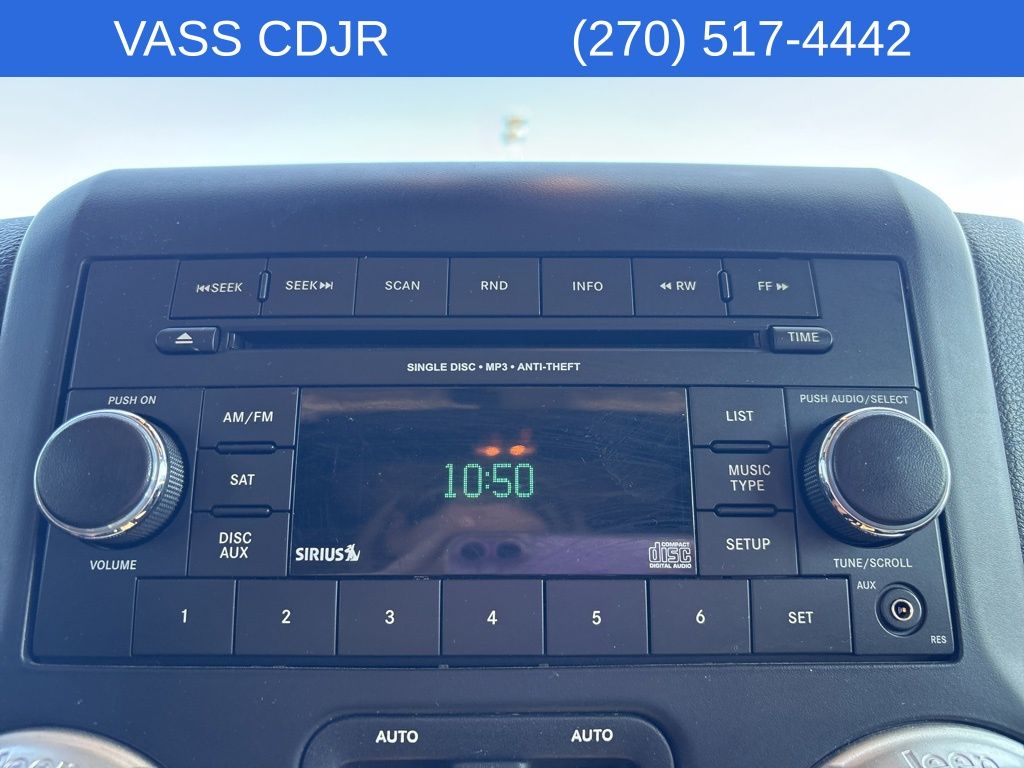 VASS CDJR (270) 517-4442
SEEK SEEK SCAN RND INFO RW FF
TIME
SINGLE DISC • MP3 • ANTI-THEFT
PUSH ON
PUSH AUDIO/SELECT
AM/FM
LIST
SAT
10:50
MUSIC
TYPE
DISC
AUX
SIRIUS
COMPACT
disc
DIGITAL AUDIO
SETUP
VOLUME
TUNE/SCROLL
AUX
1 2 3 4 5 6 SET
RES
AUTO AUTO
Jeep Jeep